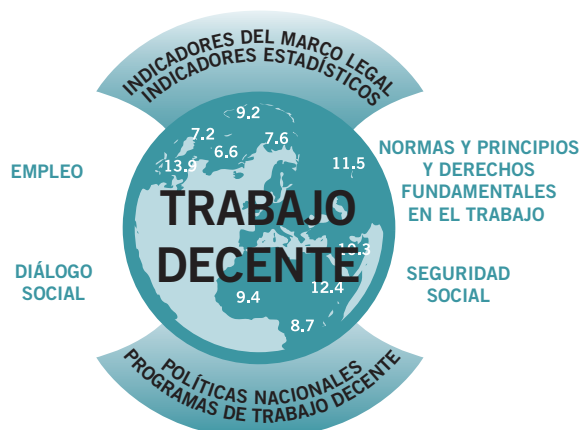 INDICADORES DEL MARCO LEGAL
INDICADORES ESTADÍSTICOS
9.2
7.2
7.6
6.6
13.9
11.5
EMPLEO
NORMAS Y PRINCIPIOS
Y DERECHOS
FUNDAMENTALES
EN EL TRABAJO
TRABAJO
DECENTE
10.3
DIÁLOGO
SOCIAL
SEGURIDAD
SOCIAL
12.4
9.4
8.7
POLÍTICAS NACIONALES
PROGRAMAS DE TRABAJO DECENTE